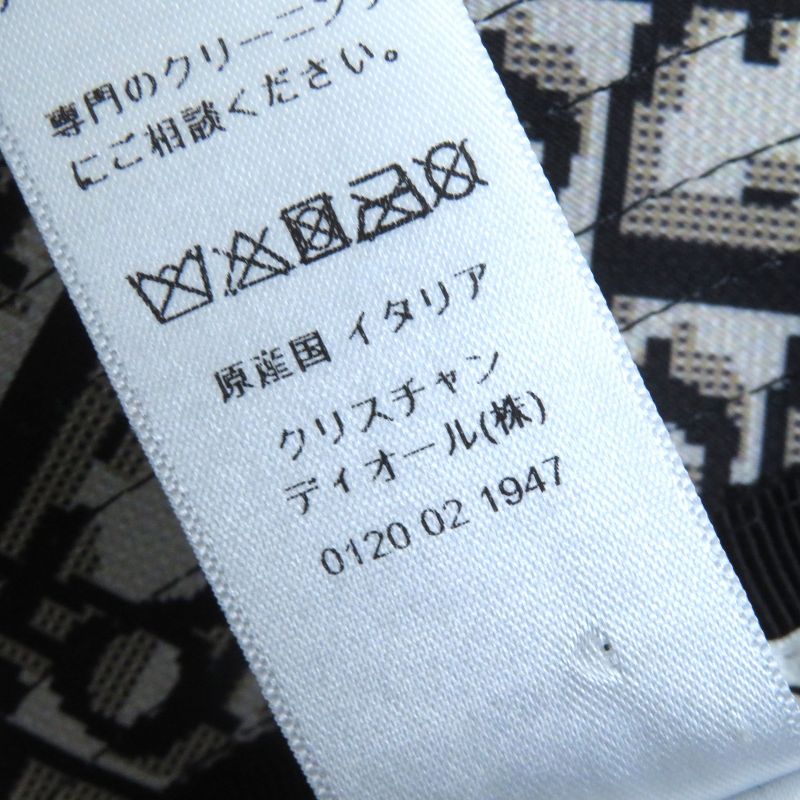 専門のクリーニング
にご相談ください。
原産国 イタリア
クリスチャン
ディオール(株)
0120 02 1947